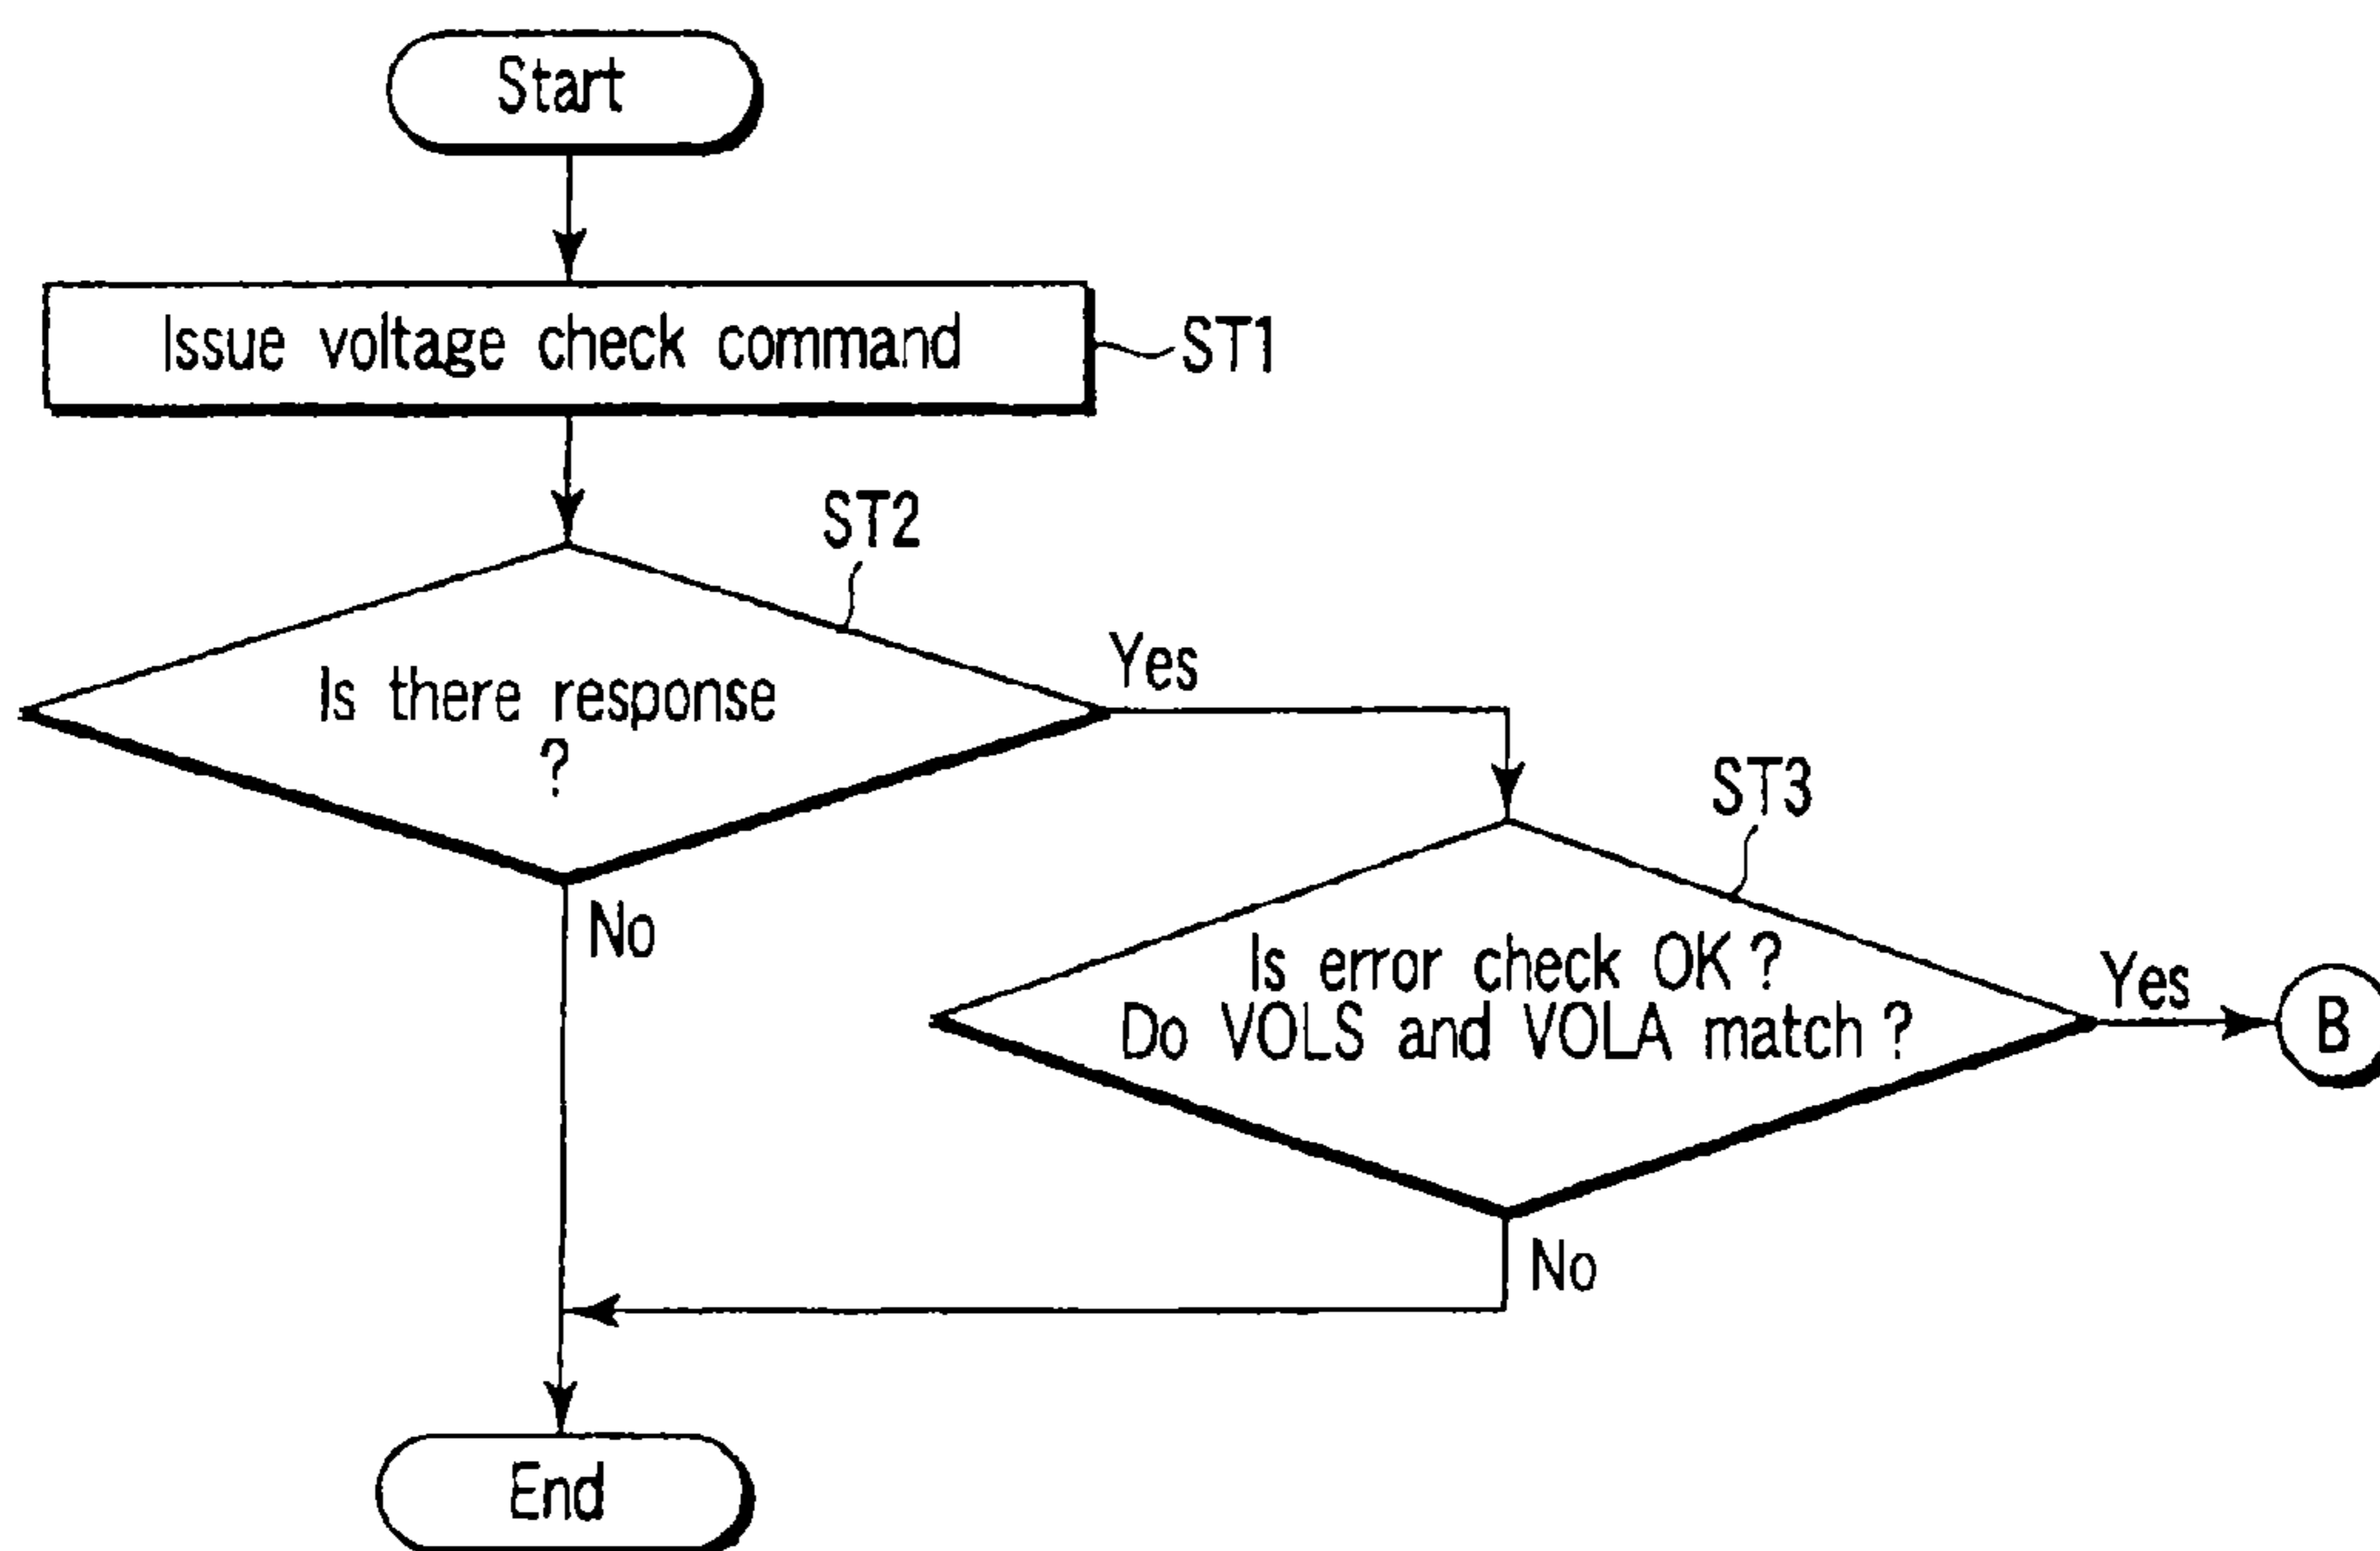 Start
Issue voltage check command
ST1
ST2
Is there response
?
Yes
No
ST3
Is error check OK ?
Do VOLS and VOLA match ?
Yes
B
No
End